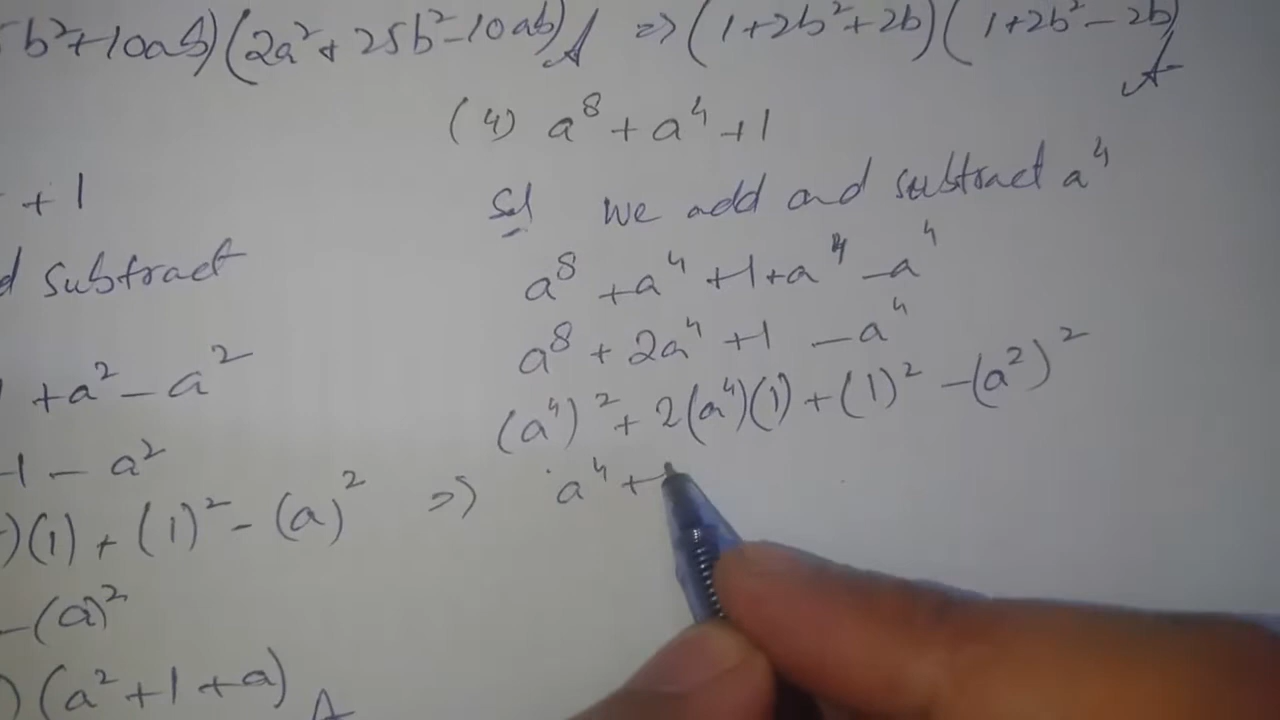 b²+10ab)(2a²+25b²-10ab) A => (1+2b²+2b)(1+2b²-2b) A
+1
d subtract
+a²-a²
-1-a²
)(1)+(1)²-(a)²
-(a)²
)(a²+1+a) A
(4) a⁸+a⁴+1
Sol We add and subtract a⁴
a⁸+a⁴+1+a⁴-a⁴
a⁸+2a⁴+1-a⁴
(a⁴)²+2(a⁴)(1)+(1)²-(a²)²
=> a⁴+